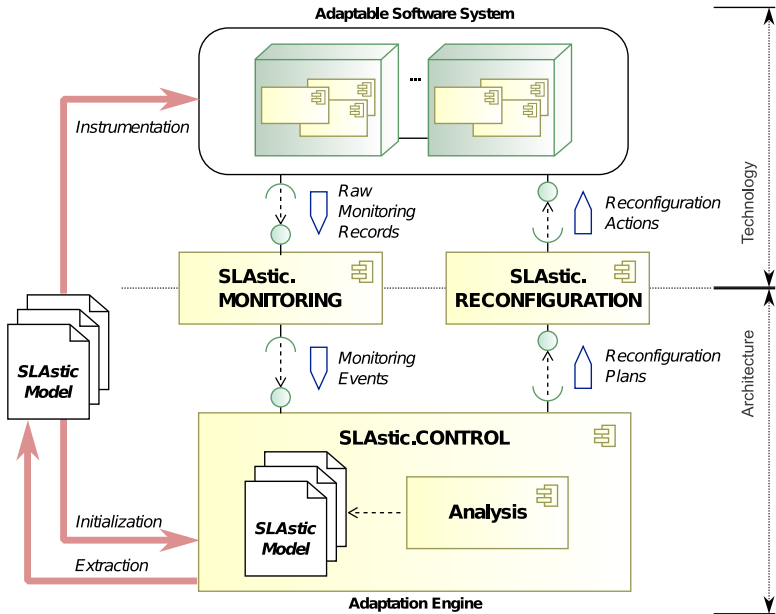 Adaptable Software System
...
Instrumentation
Raw
Monitoring
Records
Reconfiguration
Actions
Technology
SLAstic.
MONITORING
SLAstic.
RECONFIGURATION
SLAstic
Model
Monitoring
Events
Reconfiguration
Plans
Architecture
SLAstic.CONTROL
SLAstic
Model
Analysis
Initialization
Extraction
Adaptation Engine